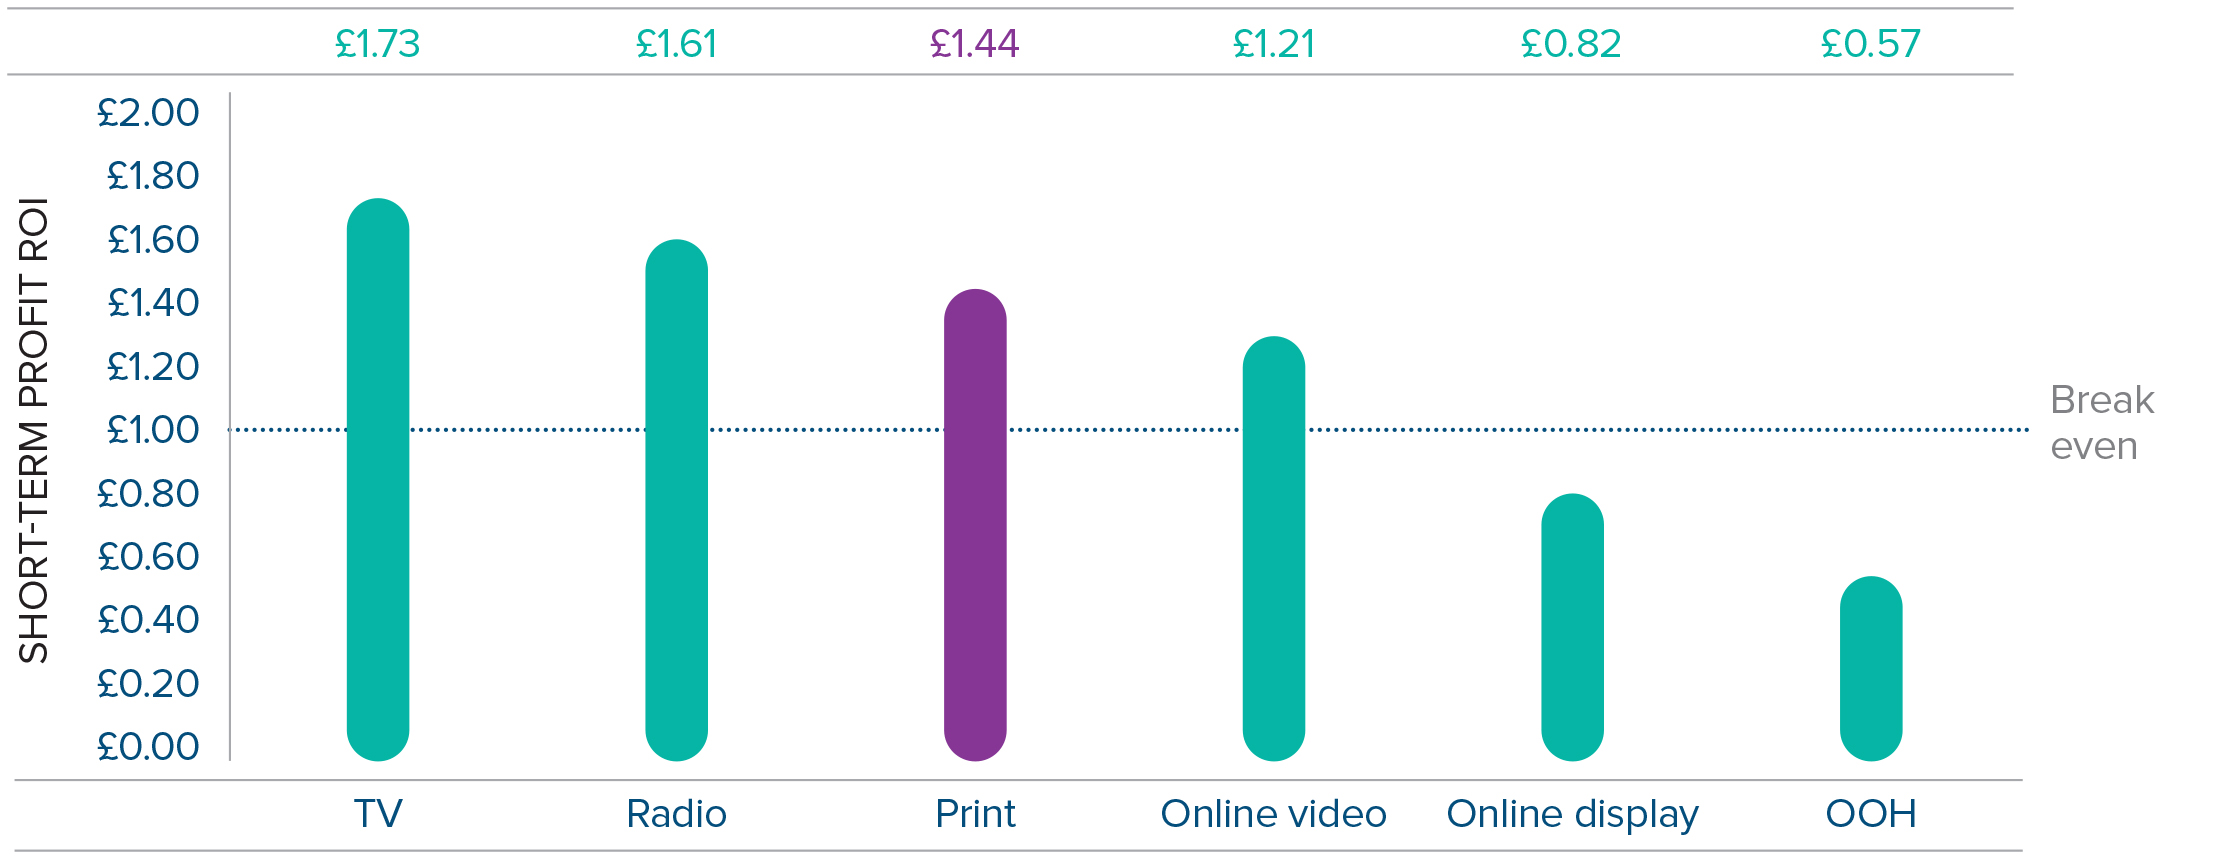 £1.73 £1.61 £1.44 £1.21 £0.82 £0.57
SHORT-TERM PROFIT ROI
£2.00
£1.80
£1.60
£1.40
£1.20
£1.00
£0.80
£0.60
£0.40
£0.20
£0.00
Break
even
TV Radio Print Online video Online display OOH